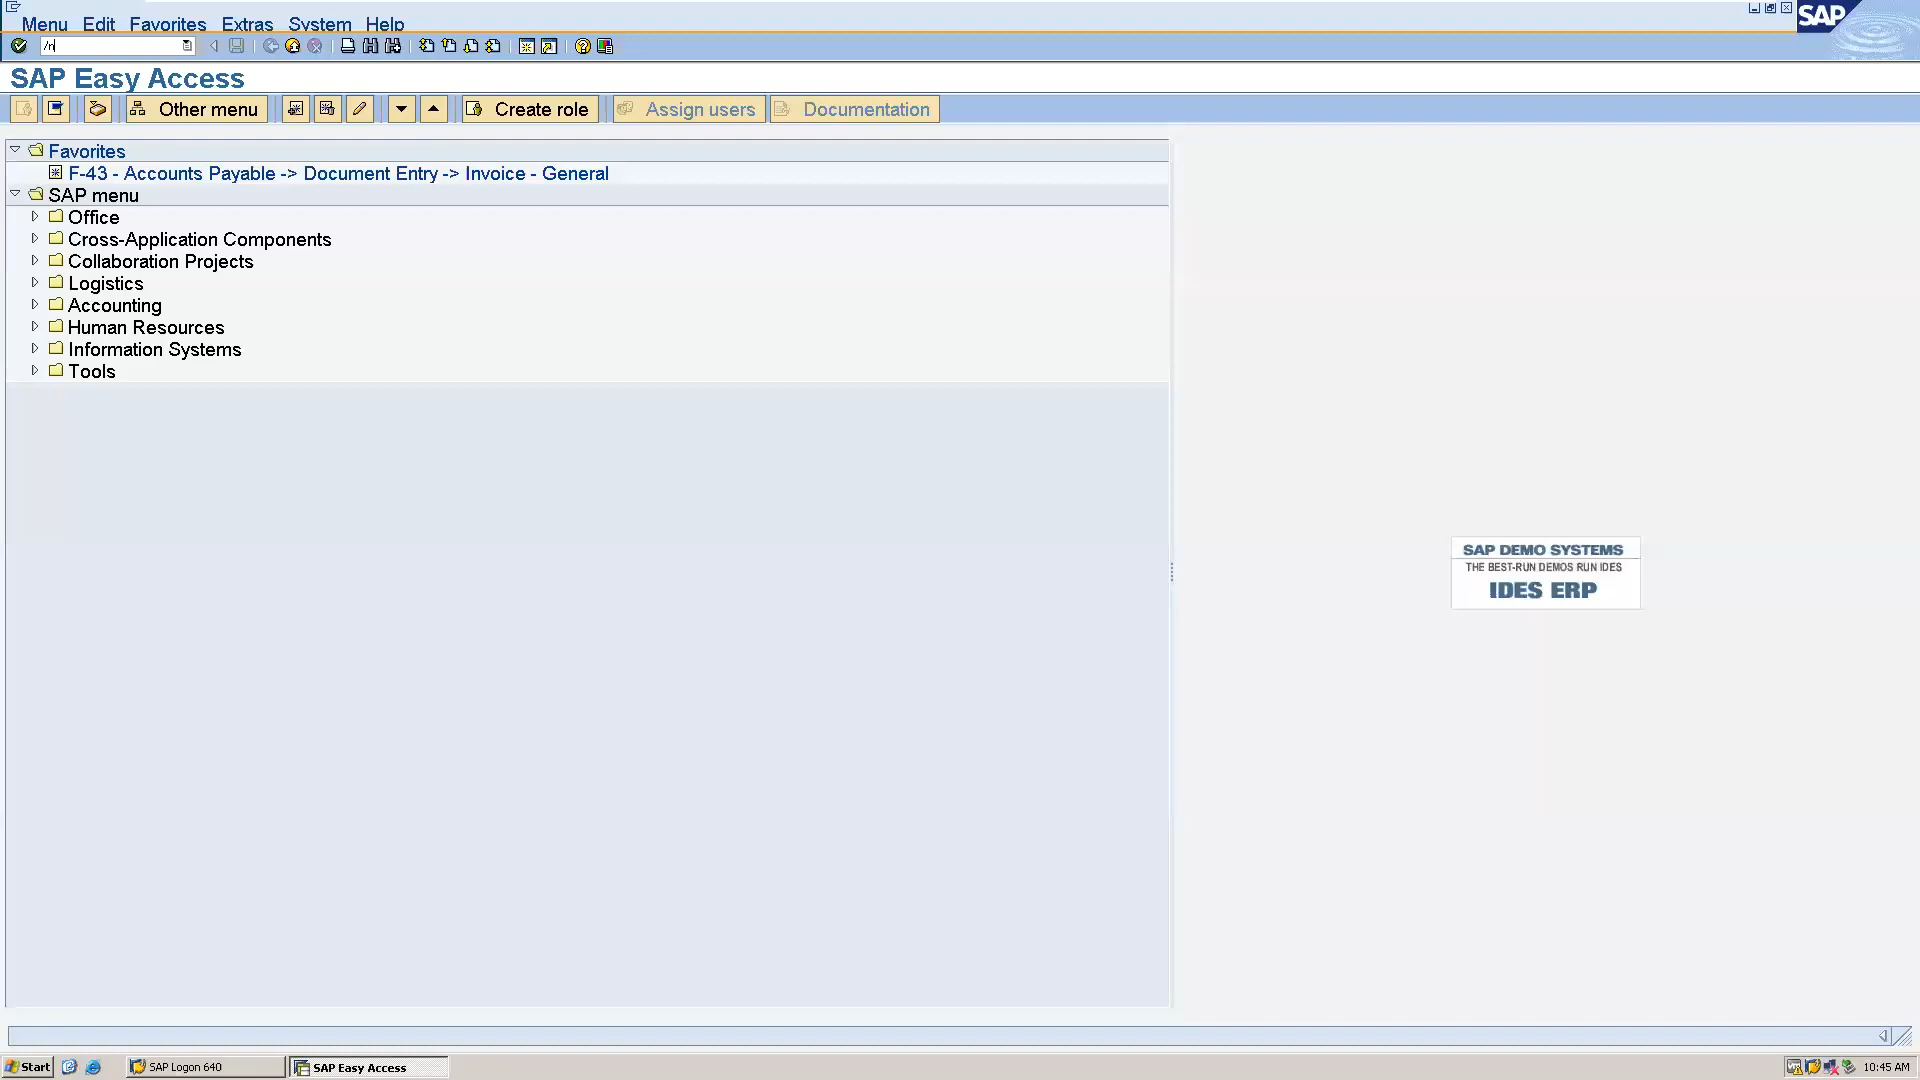 Menu Edit Favorites Extras System Help
SAP
/n
SAP Easy Access
Other menu Create role Assign users Documentation
Favorites
F-43 - Accounts Payable -> Document Entry -> Invoice - General
SAP menu
Office
Cross-Application Components
Collaboration Projects
Logistics
Accounting
Human Resources
Information Systems
Tools
SAP DEMO SYSTEMS
THE BEST-RUN DEMOS RUN IDES
IDES ERP
Start SAP Logon 640 SAP Easy Access 10:45 AM